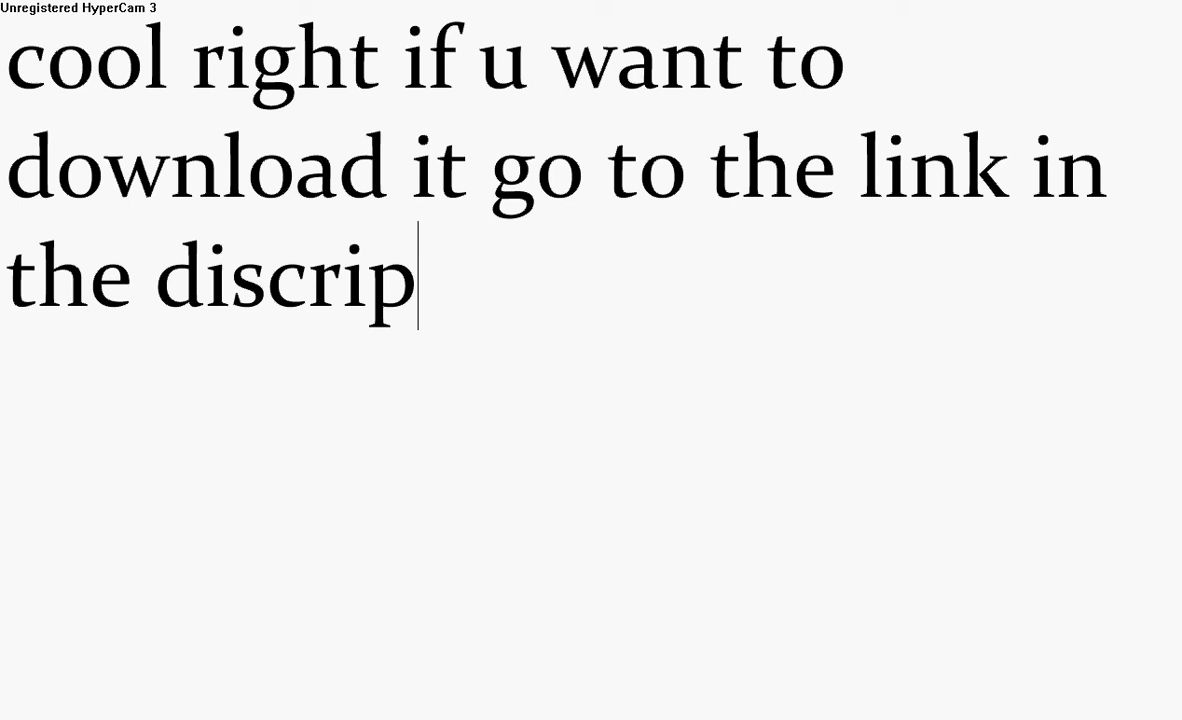 Unregistered HyperCam 3
cool right if u want to
download it go to the link in
the discrip